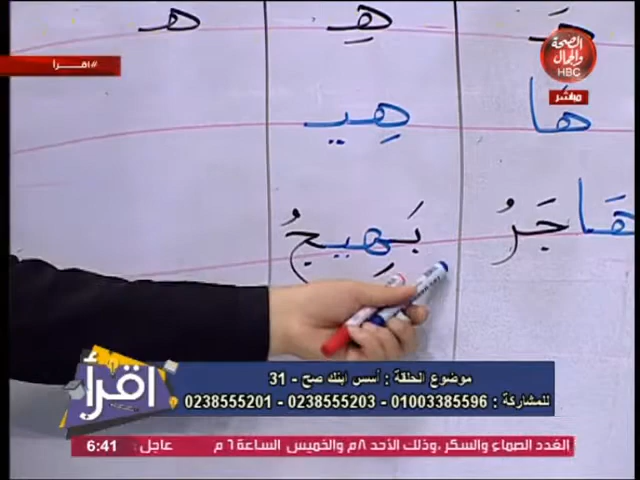 هَ هِ هـ
الصحة
والجمال
HBC
مباشر
#اقـــرأ
هَا هِيـ
هَاجَرُ بَهِيجُ
اقرأ
موضوع الحلقة : أسس ابنك صح - 31
للمشاركة : 01003385596 - 0238555203 - 0238555201
6:41 عاجل: الغدد الصماء والسكر، وذلك الأحد ٨م والخميس الساعة ٦ م